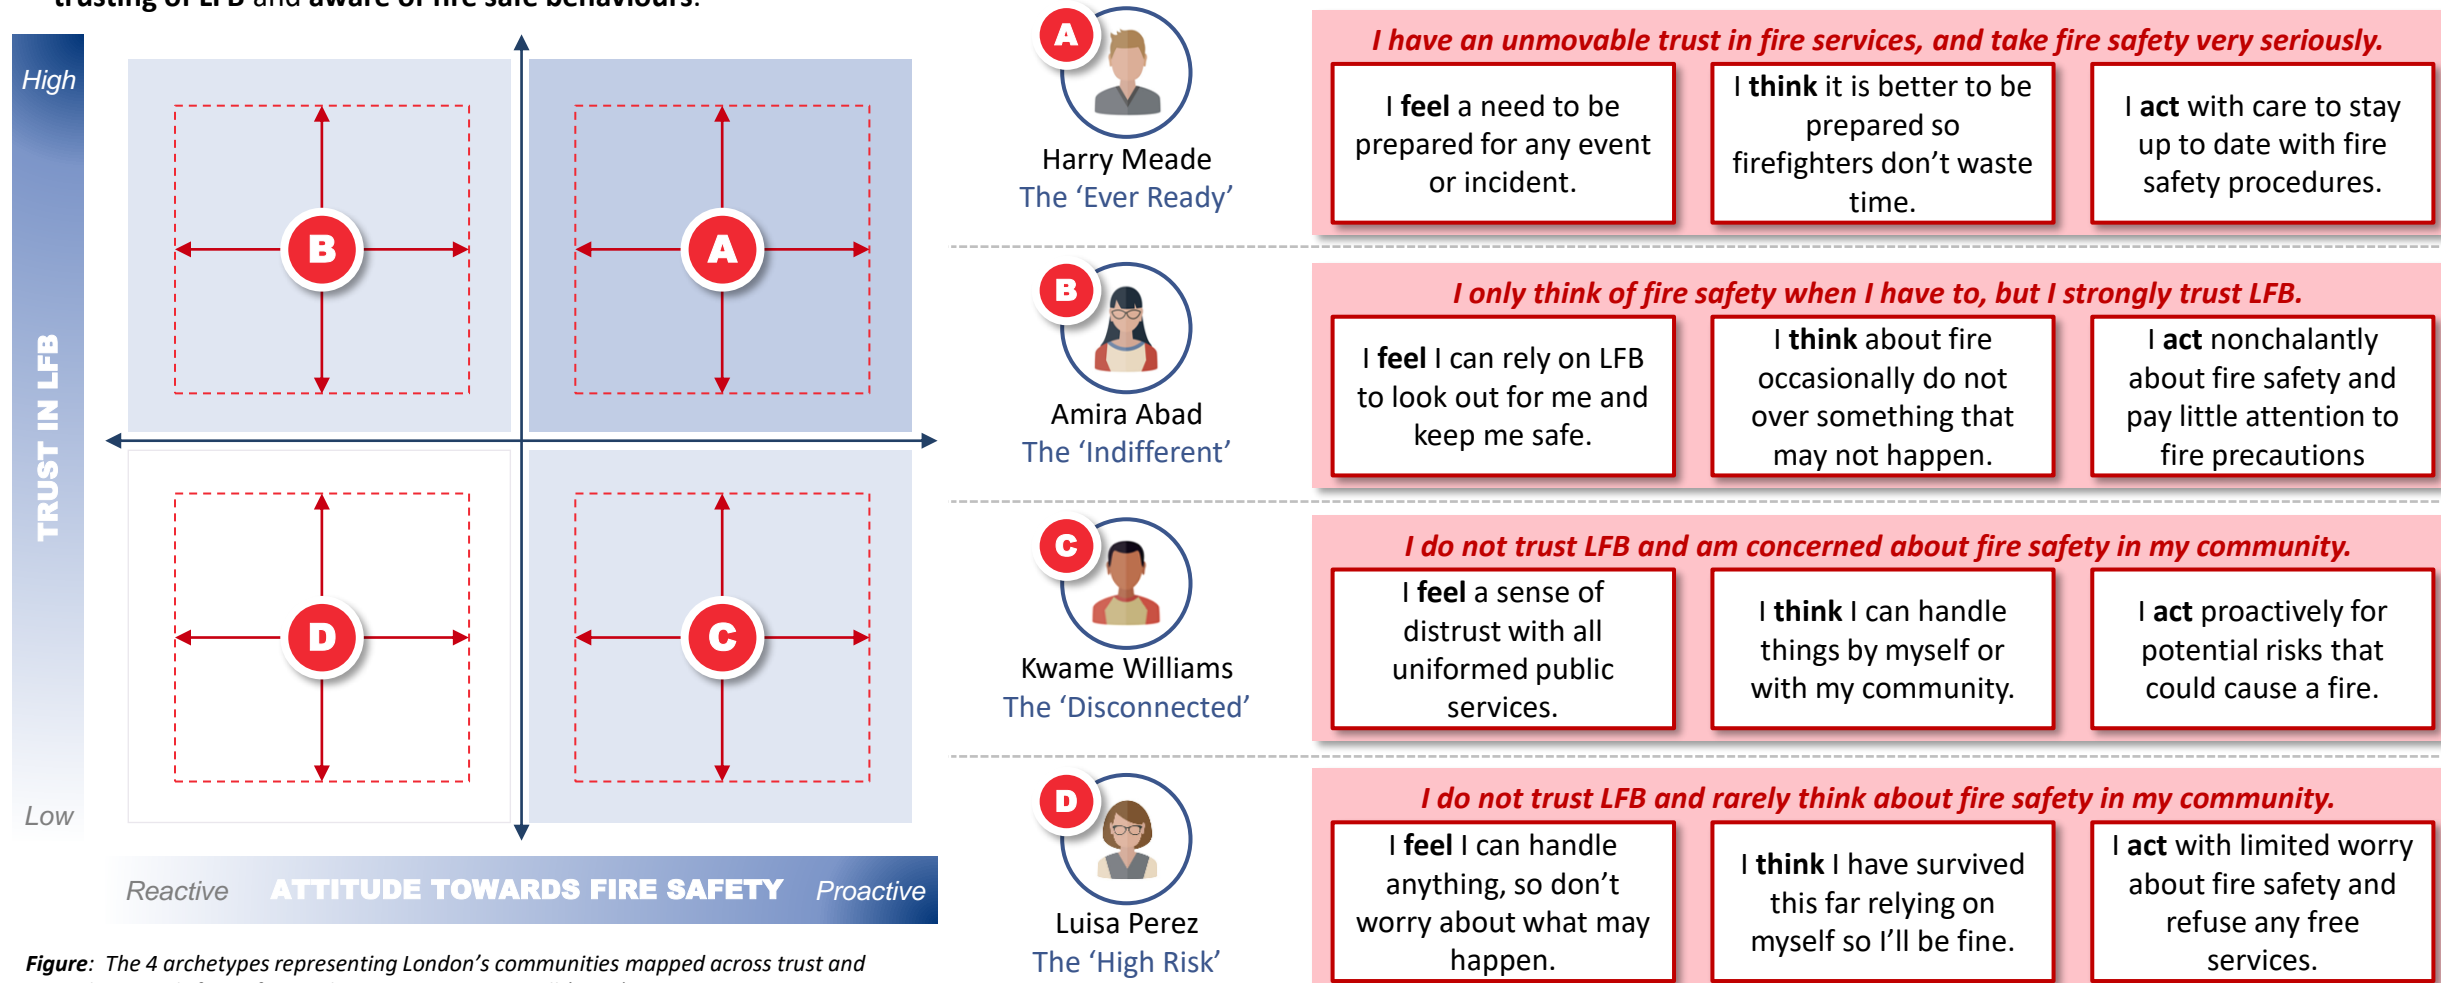 trusting of LFB and aware of fire safe behaviours.
High
TRUST IN LFB
Low
B
A
D
C
Reactive ATTITUDE TOWARDS FIRE SAFETY Proactive
Figure: The 4 archetypes representing London's communities mapped across trust and
A
Harry Meade
The 'Ever Ready'
I have an unmovable trust in fire services, and take fire safety very seriously.
I feel a need to be
prepared for any event
or incident.
I think it is better to be
prepared so
firefighters don't waste
time.
I act with care to stay
up to date with fire
safety procedures.
B
Amira Abad
The 'Indifferent'
I only think of fire safety when I have to, but I strongly trust LFB.
I feel I can rely on LFB
to look out for me and
keep me safe.
I think about fire
occasionally do not
over something that
may not happen.
I act nonchalantly
about fire safety and
pay little attention to
fire precautions
C
Kwame Williams
The 'Disconnected'
I do not trust LFB and am concerned about fire safety in my community.
I feel a sense of
distrust with all
uniformed public
services.
I think I can handle
things by myself or
with my community.
I act proactively for
potential risks that
could cause a fire.
D
Luisa Perez
The 'High Risk'
I do not trust LFB and rarely think about fire safety in my community.
I feel I can handle
anything, so don't
worry about what may
happen.
I think I have survived
this far relying on
myself so I'll be fine.
I act with limited worry
about fire safety and
refuse any free
services.